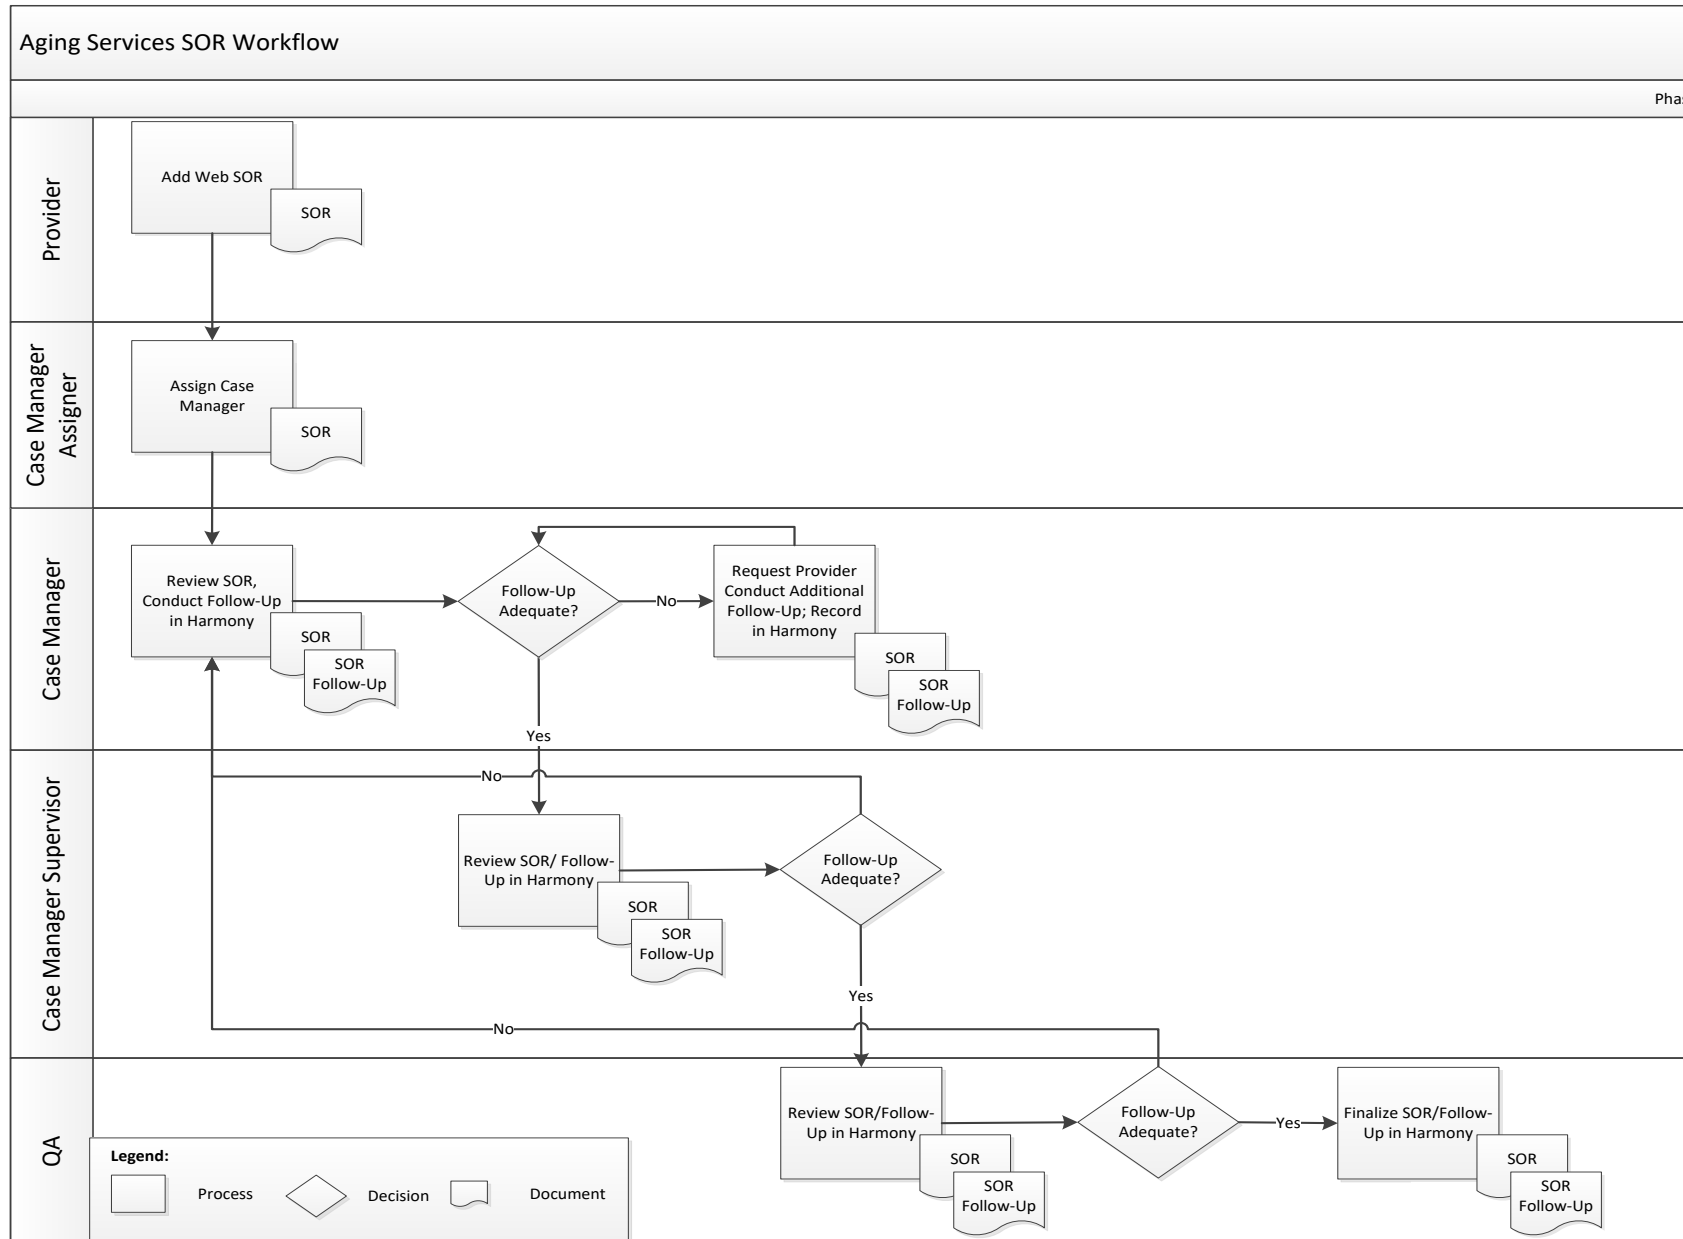 Aging Services SOR Workflow
Phas
Provider
Add Web SOR
SOR
Case Manager
Assigner
Assign Case
Manager
SOR
Case Manager
Review SOR,
Conduct Follow-Up
in Harmony
SOR
SOR
Follow-Up
Follow-Up
Adequate?
No
Request Provider
Conduct Additional
Follow-Up; Record
in Harmony
SOR
SOR
Follow-Up
Yes
Case Manager Supervisor
No
Review SOR/ Follow-
Up in Harmony
SOR
SOR
Follow-Up
Follow-Up
Adequate?
Yes
No
QA
Review SOR/Follow-
Up in Harmony
SOR
SOR
Follow-Up
Follow-Up
Adequate?
Yes
Finalize SOR/Follow-
Up in Harmony
SOR
SOR
Follow-Up
Legend:
Process
Decision
Document